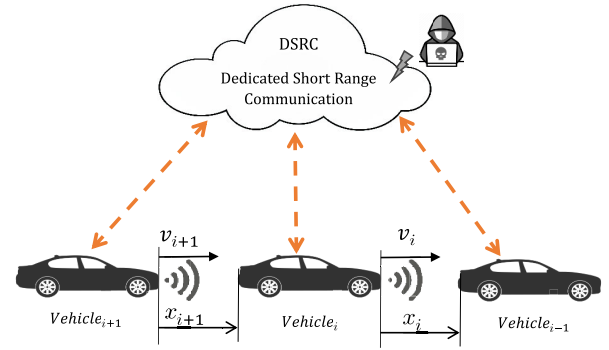 DSRC
Dedicated Short Range
Communication
v_{i+1}
v_i
x_{i+1}
x_i
Vehicle_{i+1}
Vehicle_i
Vehicle_{i−1}